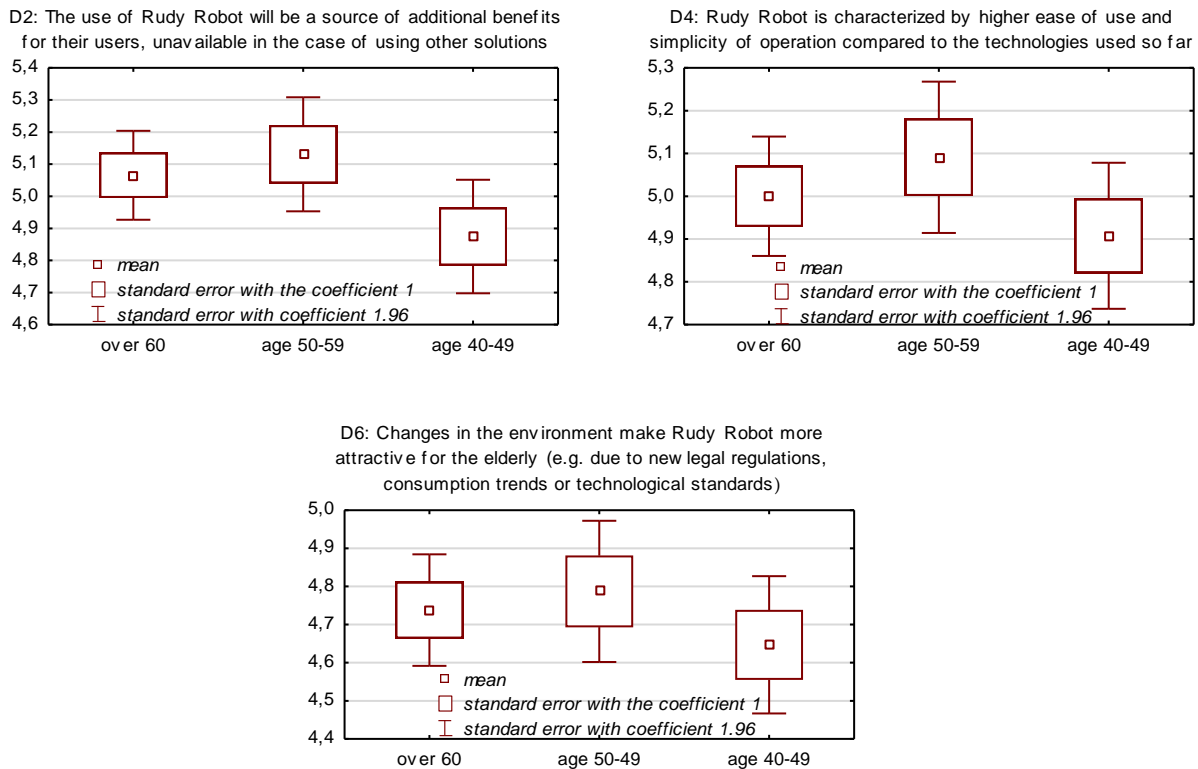 D2: The use of Rudy Robot will be a source of additional benefits
for their users, unavailable in the case of using other solutions
5,4
5,3
5,2
5,1
5,0
4,9
4,8
4,7
4,6
mean
standard error with the coefficient 1
standard error with coefficient 1.96
over 60
age 50-59
age 40-49
D4: Rudy Robot is characterized by higher ease of use and
simplicity of operation compared to the technologies used so far
5,3
5,2
5,1
5,0
4,9
4,8
4,7
mean
standard error with the coefficient 1
standard error with coefficient 1.96
over 60
age 50-59
age 40-49
D6: Changes in the environment make Rudy Robot more
attractive for the elderly (e.g. due to new legal regulations,
consumption trends or technological standards)
5,0
4,9
4,8
4,7
4,6
4,5
4,4
mean
standard error with the coefficient 1
standard error with coefficient 1.96
over 60
age 50-49
age 40-49